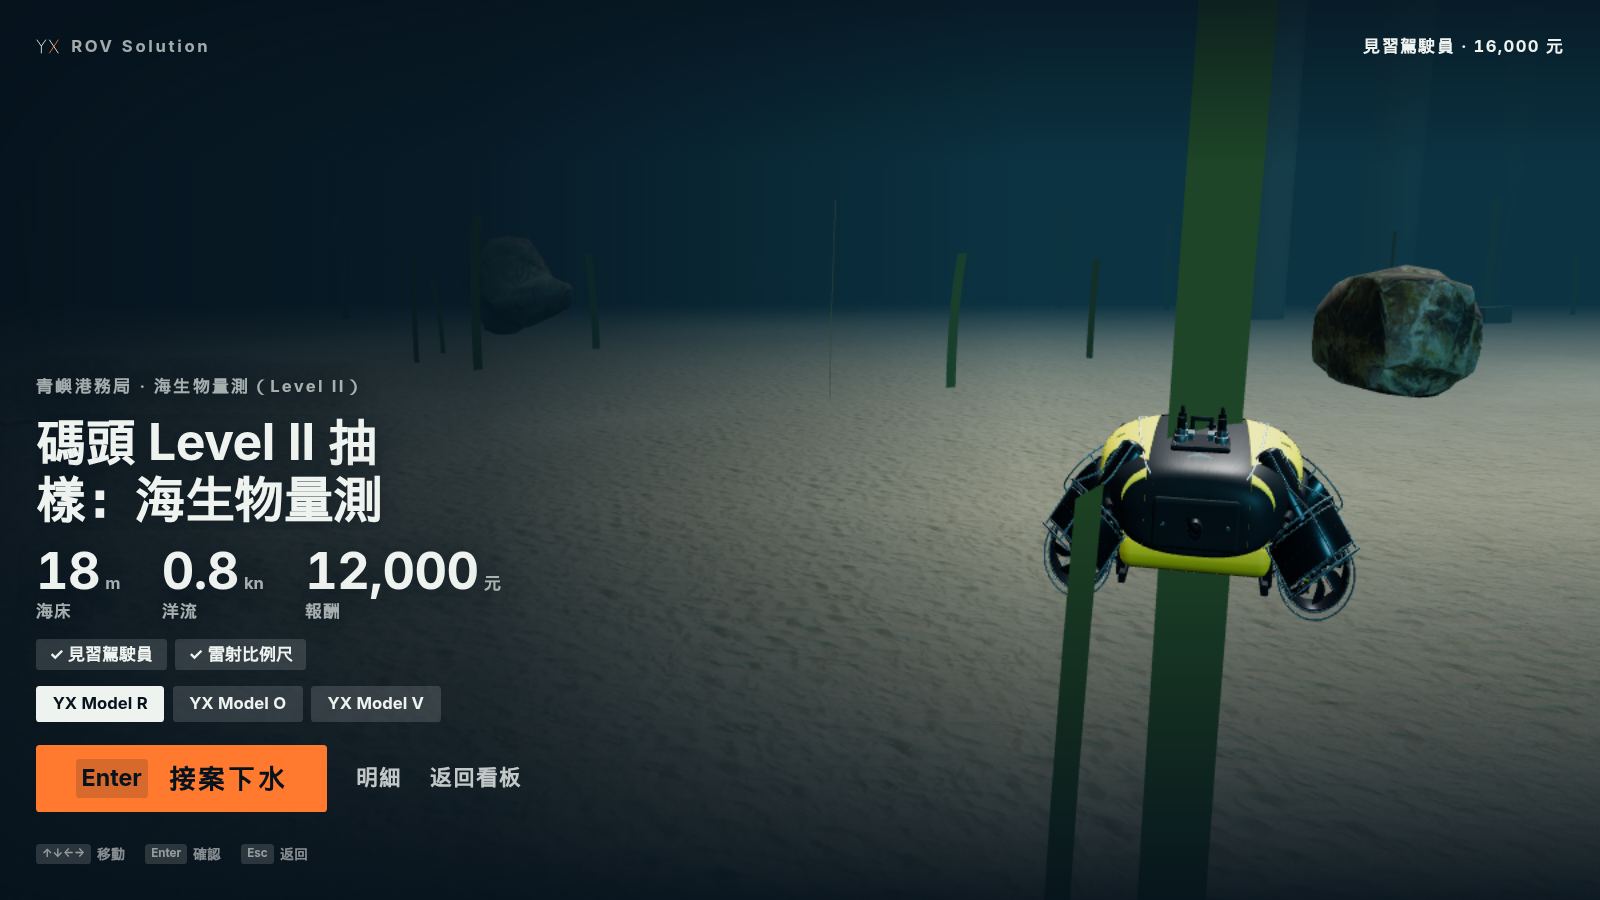 YX ROV Solution
見習駕駛員 · 16,000 元
青嶼港務局 · 海生物量測（Level II）
碼頭 Level II 抽
樣：海生物量測
18 m 0.8 kn 12,000 元
海床 洋流 報酬
✓ 見習駕駛員 ✓ 雷射比例尺
YX Model R YX Model O YX Model V
Enter 接案下水 明細 返回看板
↑↓←→ 移動 Enter 確認 Esc 返回